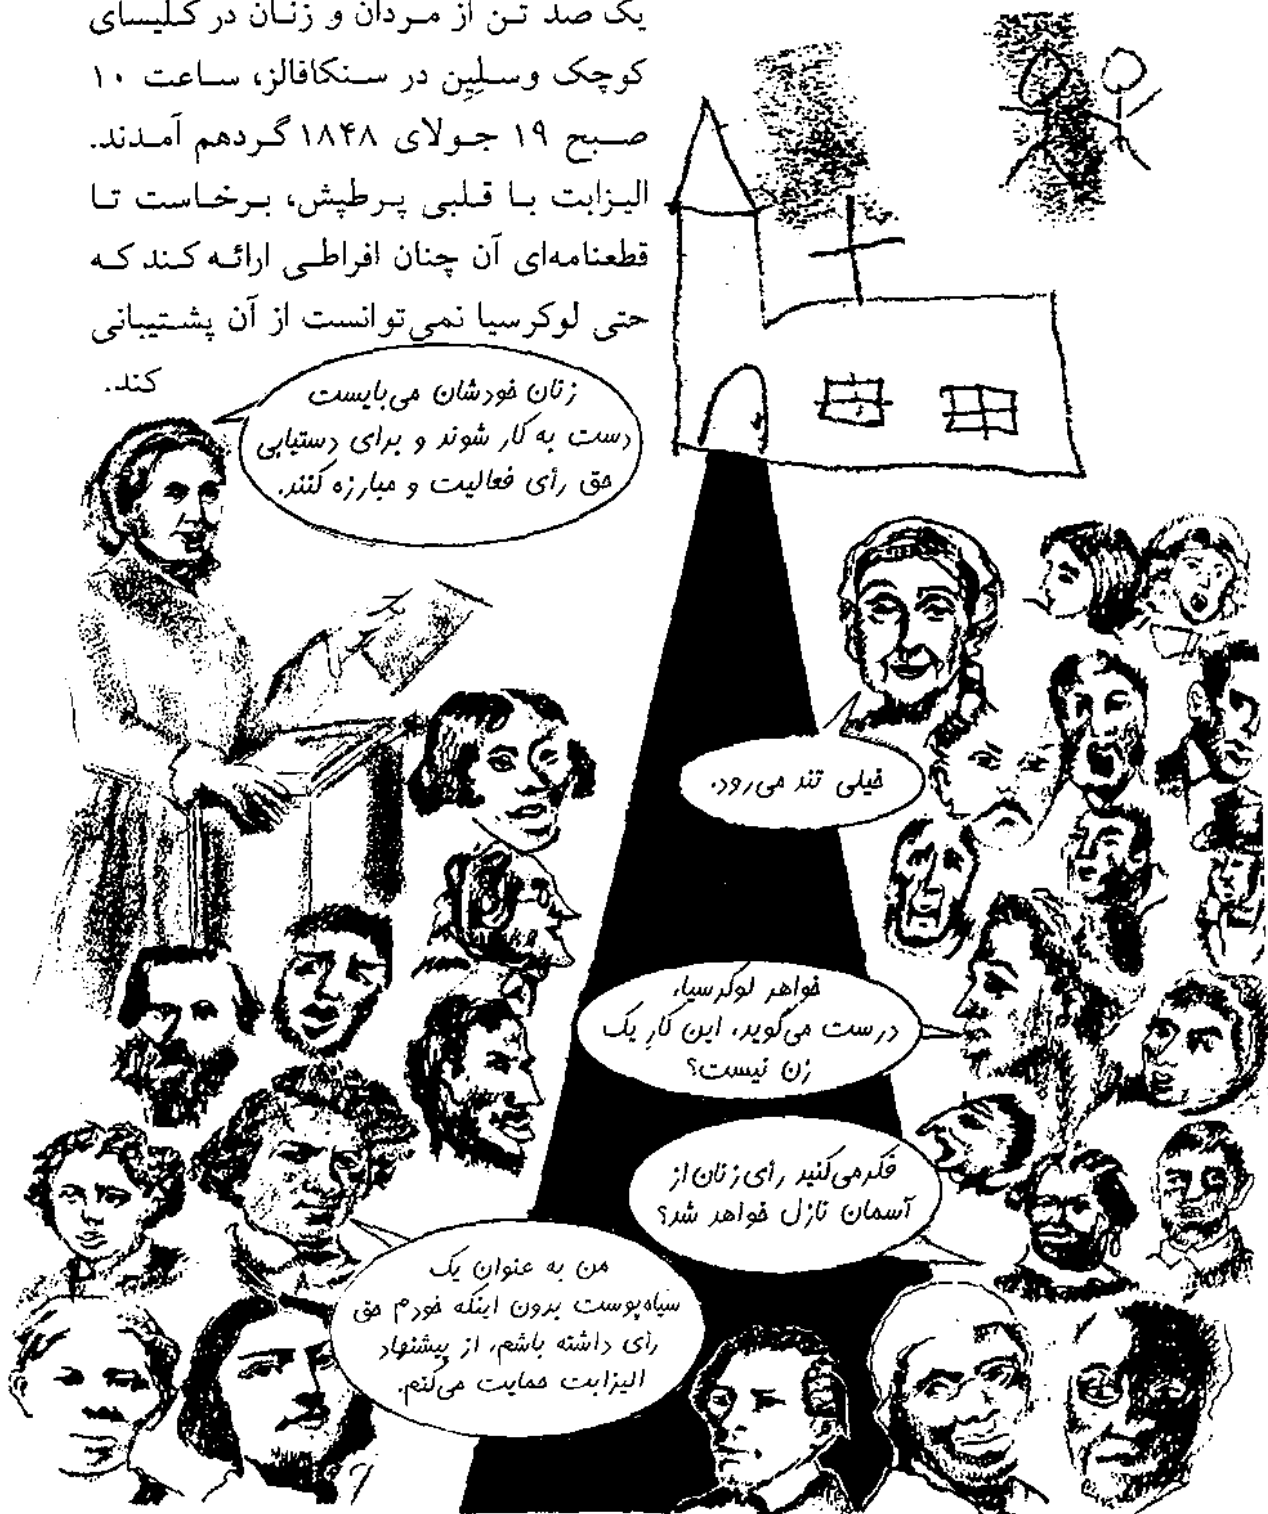 یک صد تن از مردان و زنان در کلیسای
کوچک وسلِیِن در سنکافالز، ساعت ۱۰
صبح ۱۹ جولای ۱۸۴۸ گردهم آمدند.
الیزابت با قلبی پرطپش، برخاست تا
قطعنامه‌ای آن چنان افراطی ارائه کند که
حتی لوکرسیا نمی‌توانست از آن پشتیبانی
کند.
زنان خودشان می‌بایست
دست به کار شوند و برای دستیابی
حق رأی فعالیت و مبارزه کنند.
خیلی تند می‌رود.
خواهر لوکرسیا،
درست می‌گوید، این کارِ یک
زن نیست؟
فکر می‌کنید رأی زنان از
آسمان نازل خواهد شد؟
من به عنوان یک
سیاه‌پوست بدون اینکه خودم حق
رأی داشته باشم، از پیشنهاد
الیزابت حمایت می‌کنم.